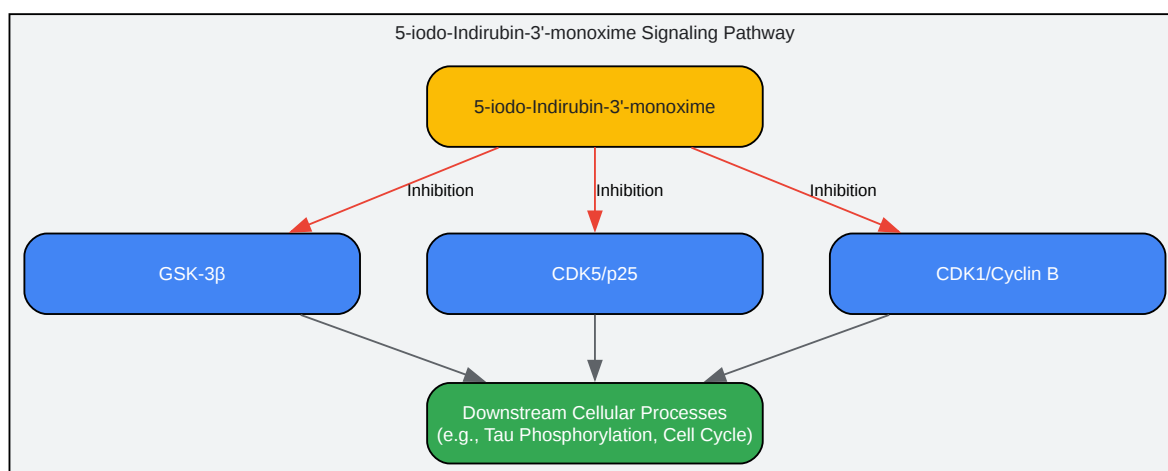 5-iodo-Indirubin-3'-monoxime Signaling Pathway
5-iodo-Indirubin-3'-monoxime
Inhibition
Inhibition
Inhibition
GSK-3β
CDK5/p25
CDK1/Cyclin B
Downstream Cellular Processes
(e.g., Tau Phosphorylation, Cell Cycle)